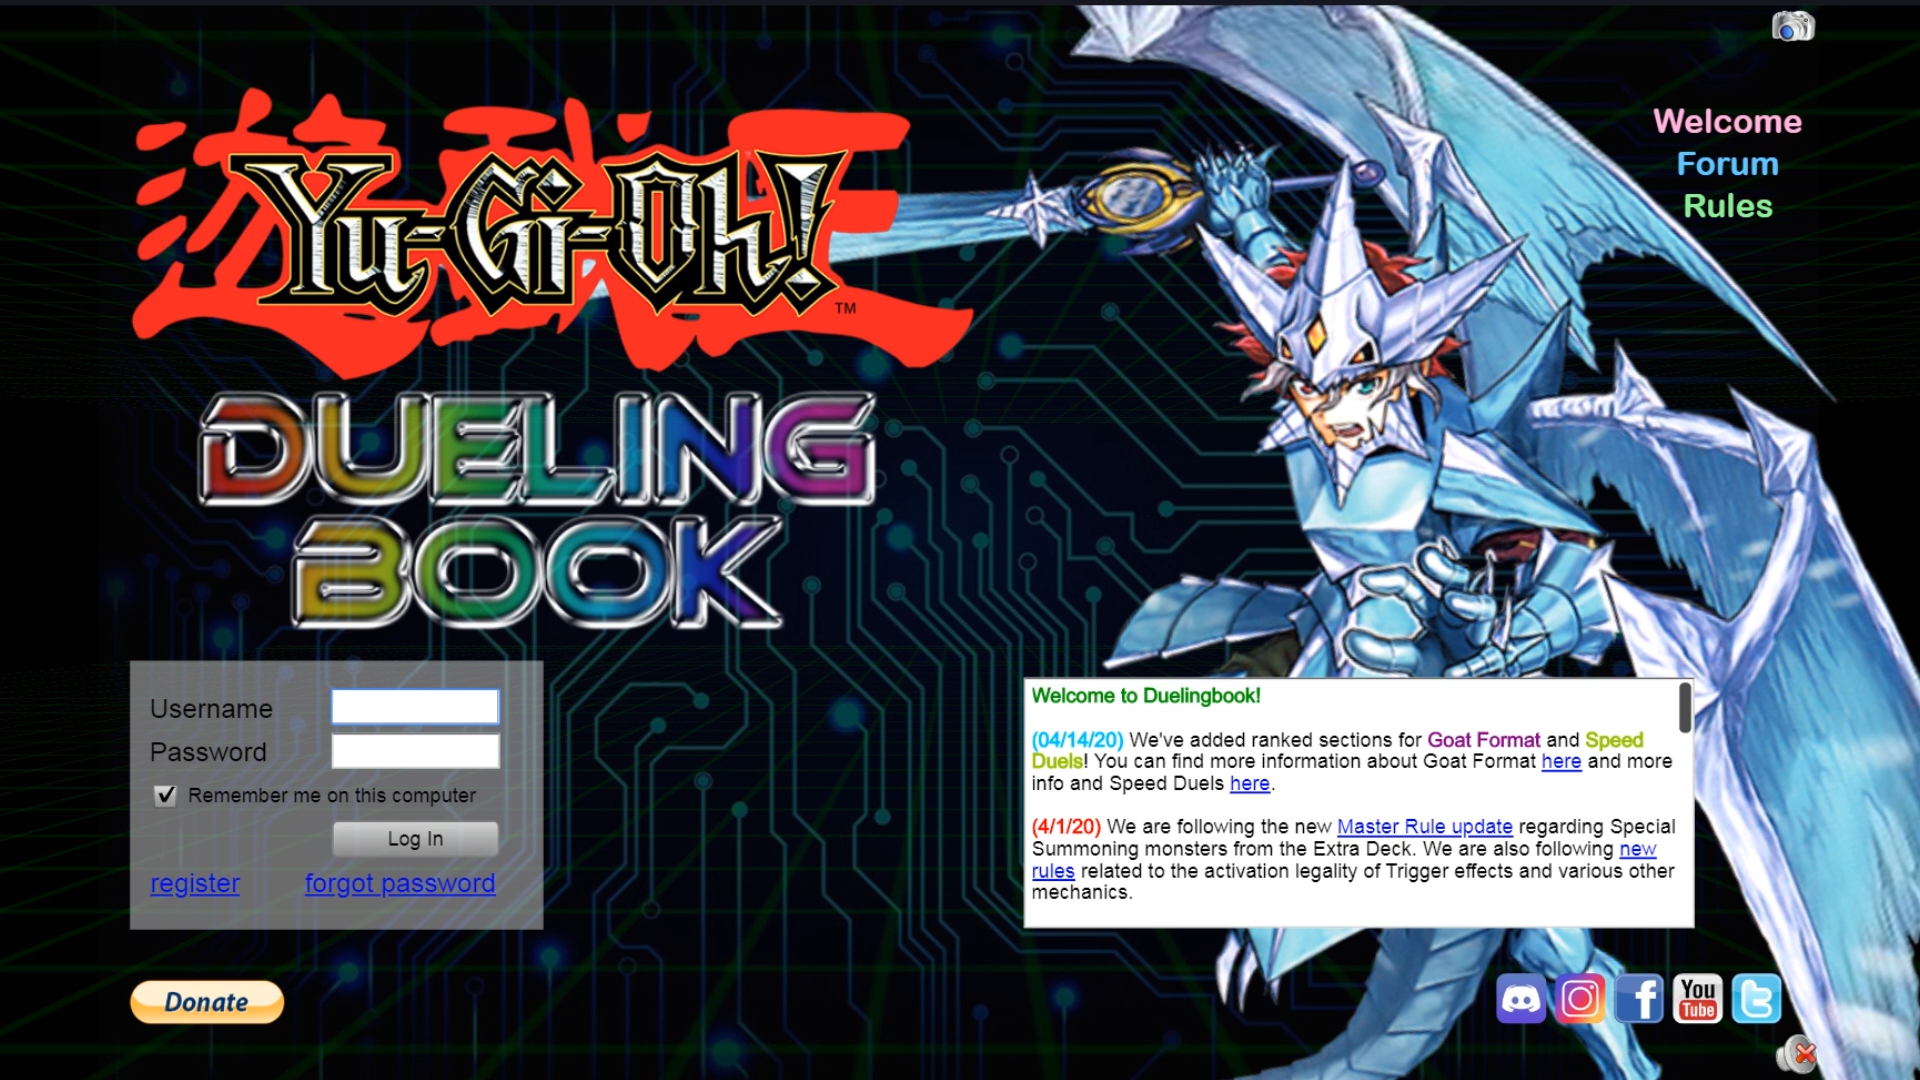 Welcome
Forum
Rules
遊戯王
Yu-Gi-Oh!
TM
DUELING
BOOK
Username
Password
Remember me on this computer
Log In
register forgot password
Donate
Welcome to Duelingbook!
(04/14/20) We've added ranked sections for Goat Format and Speed
Duels! You can find more information about Goat Format here and more
info and Speed Duels here.
(4/1/20) We are following the new Master Rule update regarding Special
Summoning monsters from the Extra Deck. We are also following new
rules related to the activation legality of Trigger effects and various other
mechanics.
You
Tube